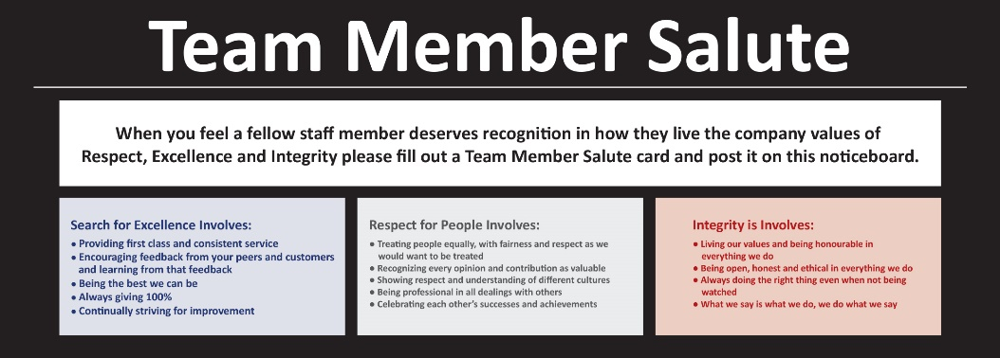 Team Member Salute
When you feel a fellow staff member deserves recognition in how they live the company values of
Respect, Excellence and Integrity please fill out a Team Member Salute card and post it on this noticeboard.
Search for Excellence Involves:
● Providing first class and consistent service
● Encouraging feedback from your peers and customers
and learning from that feedback
● Being the best we can be
● Always giving 100%
● Continually striving for improvement
Respect for People Involves:
● Treating people equally, with fairness and respect as we
would want to be treated
● Recognizing every opinion and contribution as valuable
● Showing respect and understanding of different cultures
● Being professional in all dealings with others
● Celebrating each other's successes and achievements
Integrity is Involves:
● Living our values and being honourable in
everything we do
● Being open, honest and ethical in everything we do
● Always doing the right thing even when not being
watched
● What we say is what we do, we do what we say